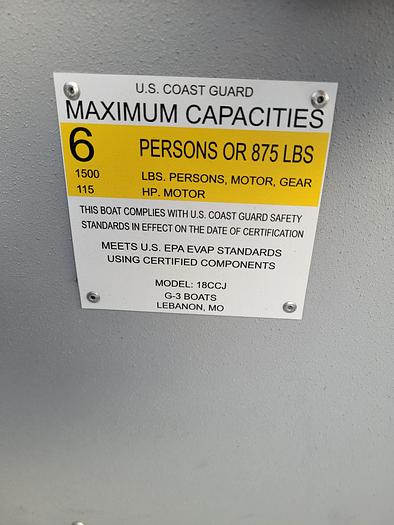 U.S. COAST GUARD
MAXIMUM CAPACITIES
6 PERSONS OR 875 LBS
1500 LBS. PERSONS, MOTOR, GEAR
115 HP. MOTOR
THIS BOAT COMPLIES WITH U.S. COAST GUARD SAFETY
STANDARDS IN EFFECT ON THE DATE OF CERTIFICATION
MEETS U.S. EPA EVAP STANDARDS
USING CERTIFIED COMPONENTS
MODEL: 18CCJ
G-3 BOATS
LEBANON, MO